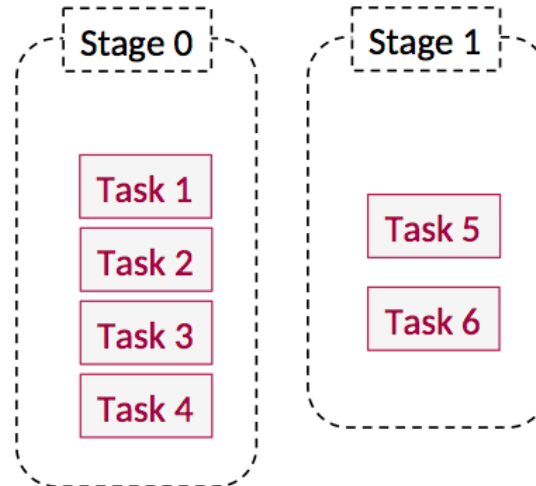 Stage 0
Task 1
Task 2
Task 3
Task 4
Stage 1
Task 5
Task 6